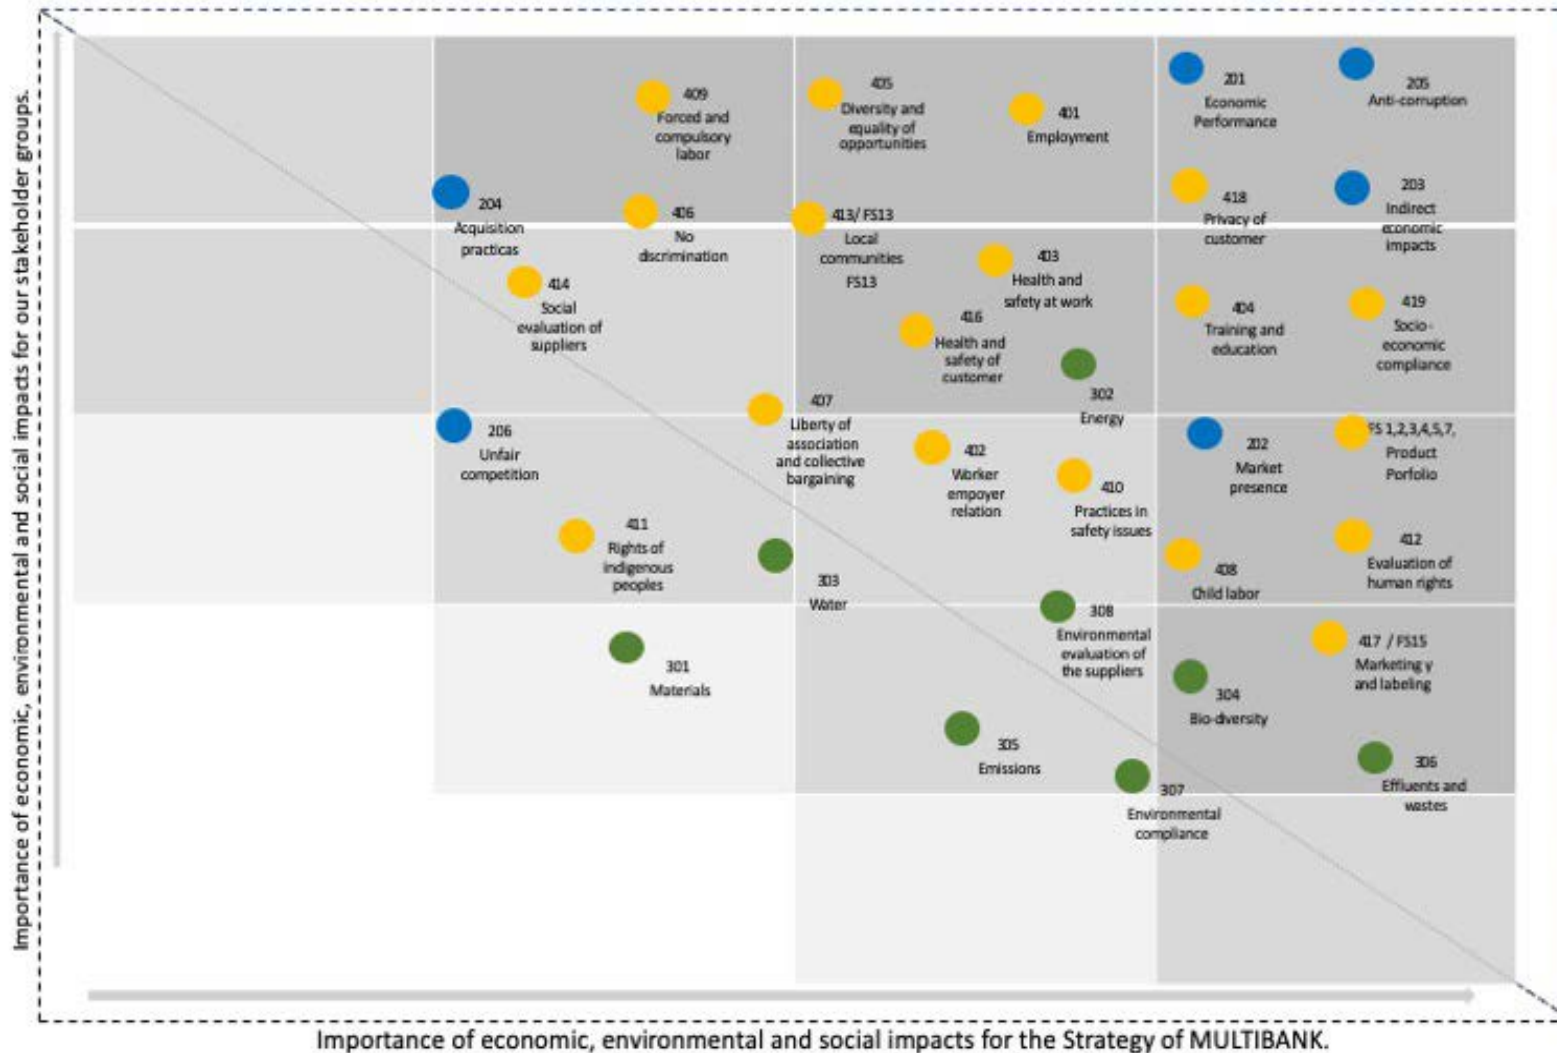 Importance of economic, environmental and social impacts for our stakeholder groups.
409
Forced and
compulsory
labor
405
Diversity and
equality of
opportunities
401
Employment
201
Economic
Performance
205
Anti-corruption
204
Acquisition
practicas
406
No
discrimination
413/ FS13
Local
communities
FS13
418
Privacy of
customer
203
Indirect
economic
impacts
414
Social
evaluation of
suppliers
403
Health and
safety at work
416
Health and
safety of
customer
404
Training and
education
419
Socio-
economic
compliance
302
Energy
206
Unfair
competition
407
Liberty of
association
and collective
bargaining
402
Worker
empoyer
relation
410
Practices in
safety issues
202
Market
presence
FS 1,2,3,4,5,7,
Product
Porfolio
411
Rights of
indigenous
peoples
303
Water
408
Child labor
412
Evaluation of
human rights
301
Materials
308
Environmental
evaluation of
the suppliers
304
Bio-diversity
417 / FS15
Marketing y
and labeling
305
Emissions
307
Environmental
compliance
306
Effluents and
wastes
Importance of economic, environmental and social impacts for the Strategy of MULTIBANK.